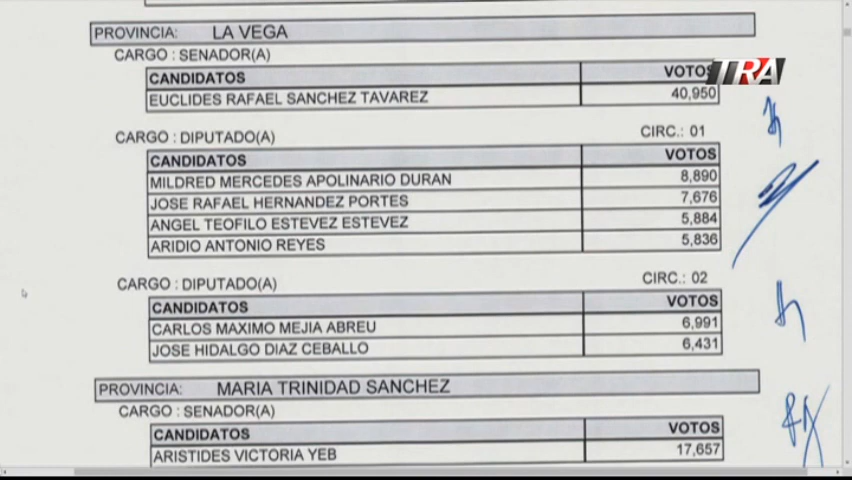 PROVINCIA: LA VEGA
CARGO : SENADOR(A)
CANDIDATOS VOTOS
EUCLIDES RAFAEL SANCHEZ TAVAREZ 40,950
TRA
CARGO : DIPUTADO(A) CIRC.: 01
CANDIDATOS VOTOS
MILDRED MERCEDES APOLINARIO DURAN 8,890
JOSE RAFAEL HERNANDEZ PORTES 7,676
ANGEL TEOFILO ESTEVEZ ESTEVEZ 5,884
ARIDIO ANTONIO REYES 5,836
CARGO : DIPUTADO(A) CIRC.: 02
CANDIDATOS VOTOS
CARLOS MAXIMO MEJIA ABREU 6,991
JOSE HIDALGO DIAZ CEBALLO 6,431
PROVINCIA: MARIA TRINIDAD SANCHEZ
CARGO : SENADOR(A)
CANDIDATOS VOTOS
ARISTIDES VICTORIA YEB 17,657